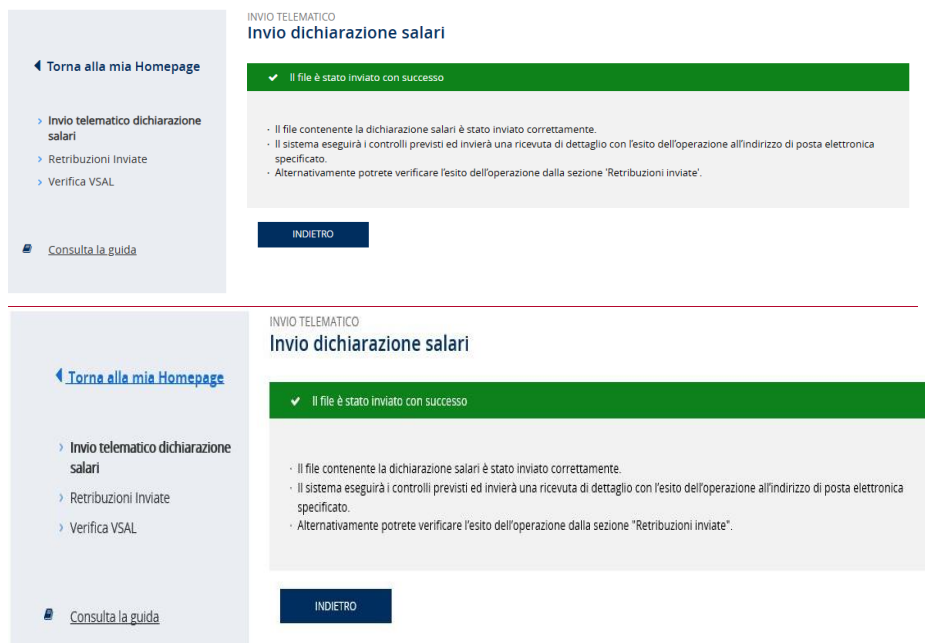 INVIO TELEMATICO
Invio dichiarazione salari
Torna alla mia Homepage
Il file è stato inviato con successo
Invio telematico dichiarazione
salari
Retribuzioni Inviate
Verifica VSAL
· Il file contenente la dichiarazione salari è stato inviato correttamente.
· Il sistema eseguirà i controlli previsti ed invierà una ricevuta di dettaglio con l'esito dell'operazione all'indirizzo di posta elettronica
specificato.
· Alternativamente potrete verificare l'esito dell'operazione dalla sezione 'Retribuzioni inviate'.
INDIETRO
Consulta la guida
INVIO TELEMATICO
Invio dichiarazione salari
Torna alla mia Homepage
Il file è stato inviato con successo
Invio telematico dichiarazione
salari
Retribuzioni Inviate
Verifica VSAL
· Il file contenente la dichiarazione salari è stato inviato correttamente.
· Il sistema eseguirà i controlli previsti ed invierà una ricevuta di dettaglio con l'esito dell'operazione all'indirizzo di posta elettronica
specificato.
· Alternativamente potrete verificare l'esito dell'operazione dalla sezione "Retribuzioni inviate".
INDIETRO
Consulta la guida